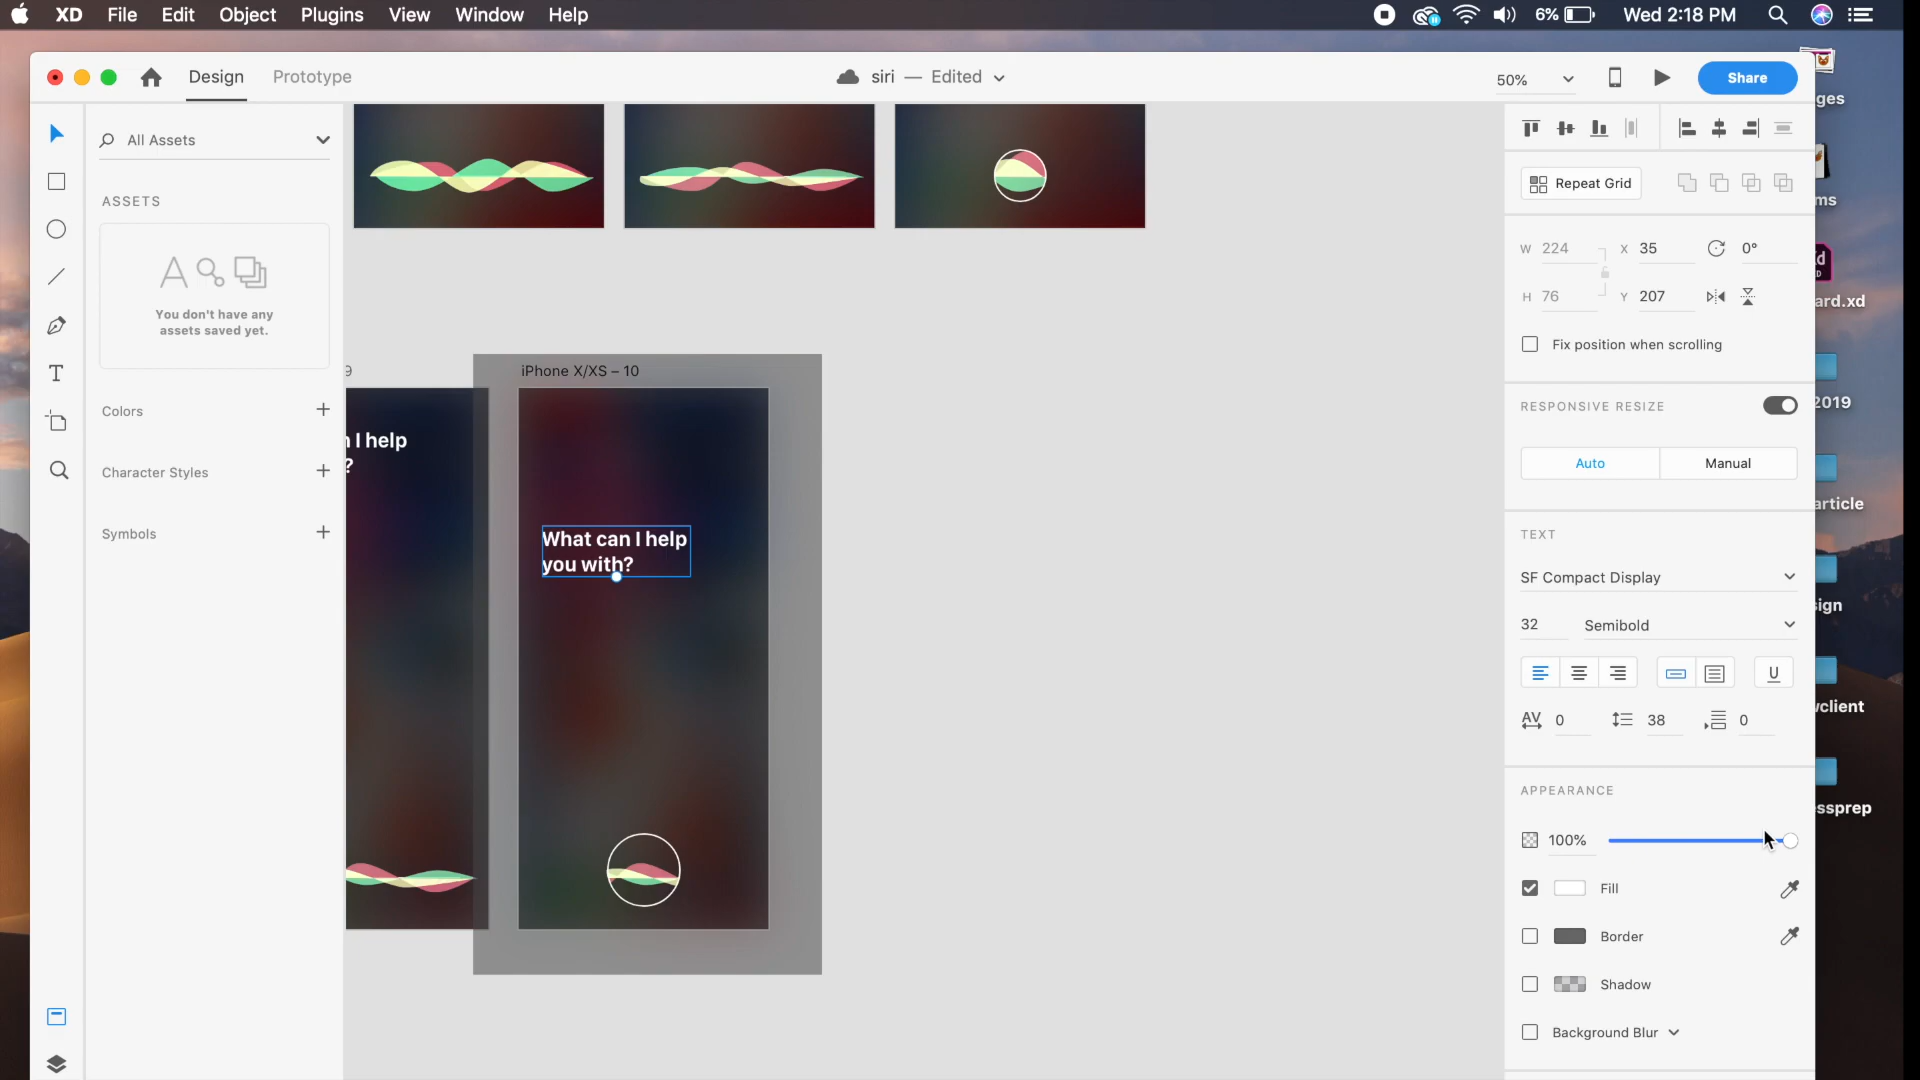 XD File Edit Object Plugins View Window Help
6% Wed 2:18 PM
Design Prototype
siri — Edited
50%
Share
All Assets
ASSETS
You don't have any
assets saved yet.
Colors +
Character Styles +
Symbols +
9
I help
?
iPhone X/XS – 10
What can I help
you with?
Repeat Grid
W 224 X 35 0°
H 76 Y 207
Fix position when scrolling
RESPONSIVE RESIZE
Auto Manual
TEXT
SF Compact Display
32 Semibold
U
AV 0 38 0
APPEARANCE
100%
Fill
Border
Shadow
Background Blur
ges
ms
ard.xd
2019
article
ign
client
ssprep